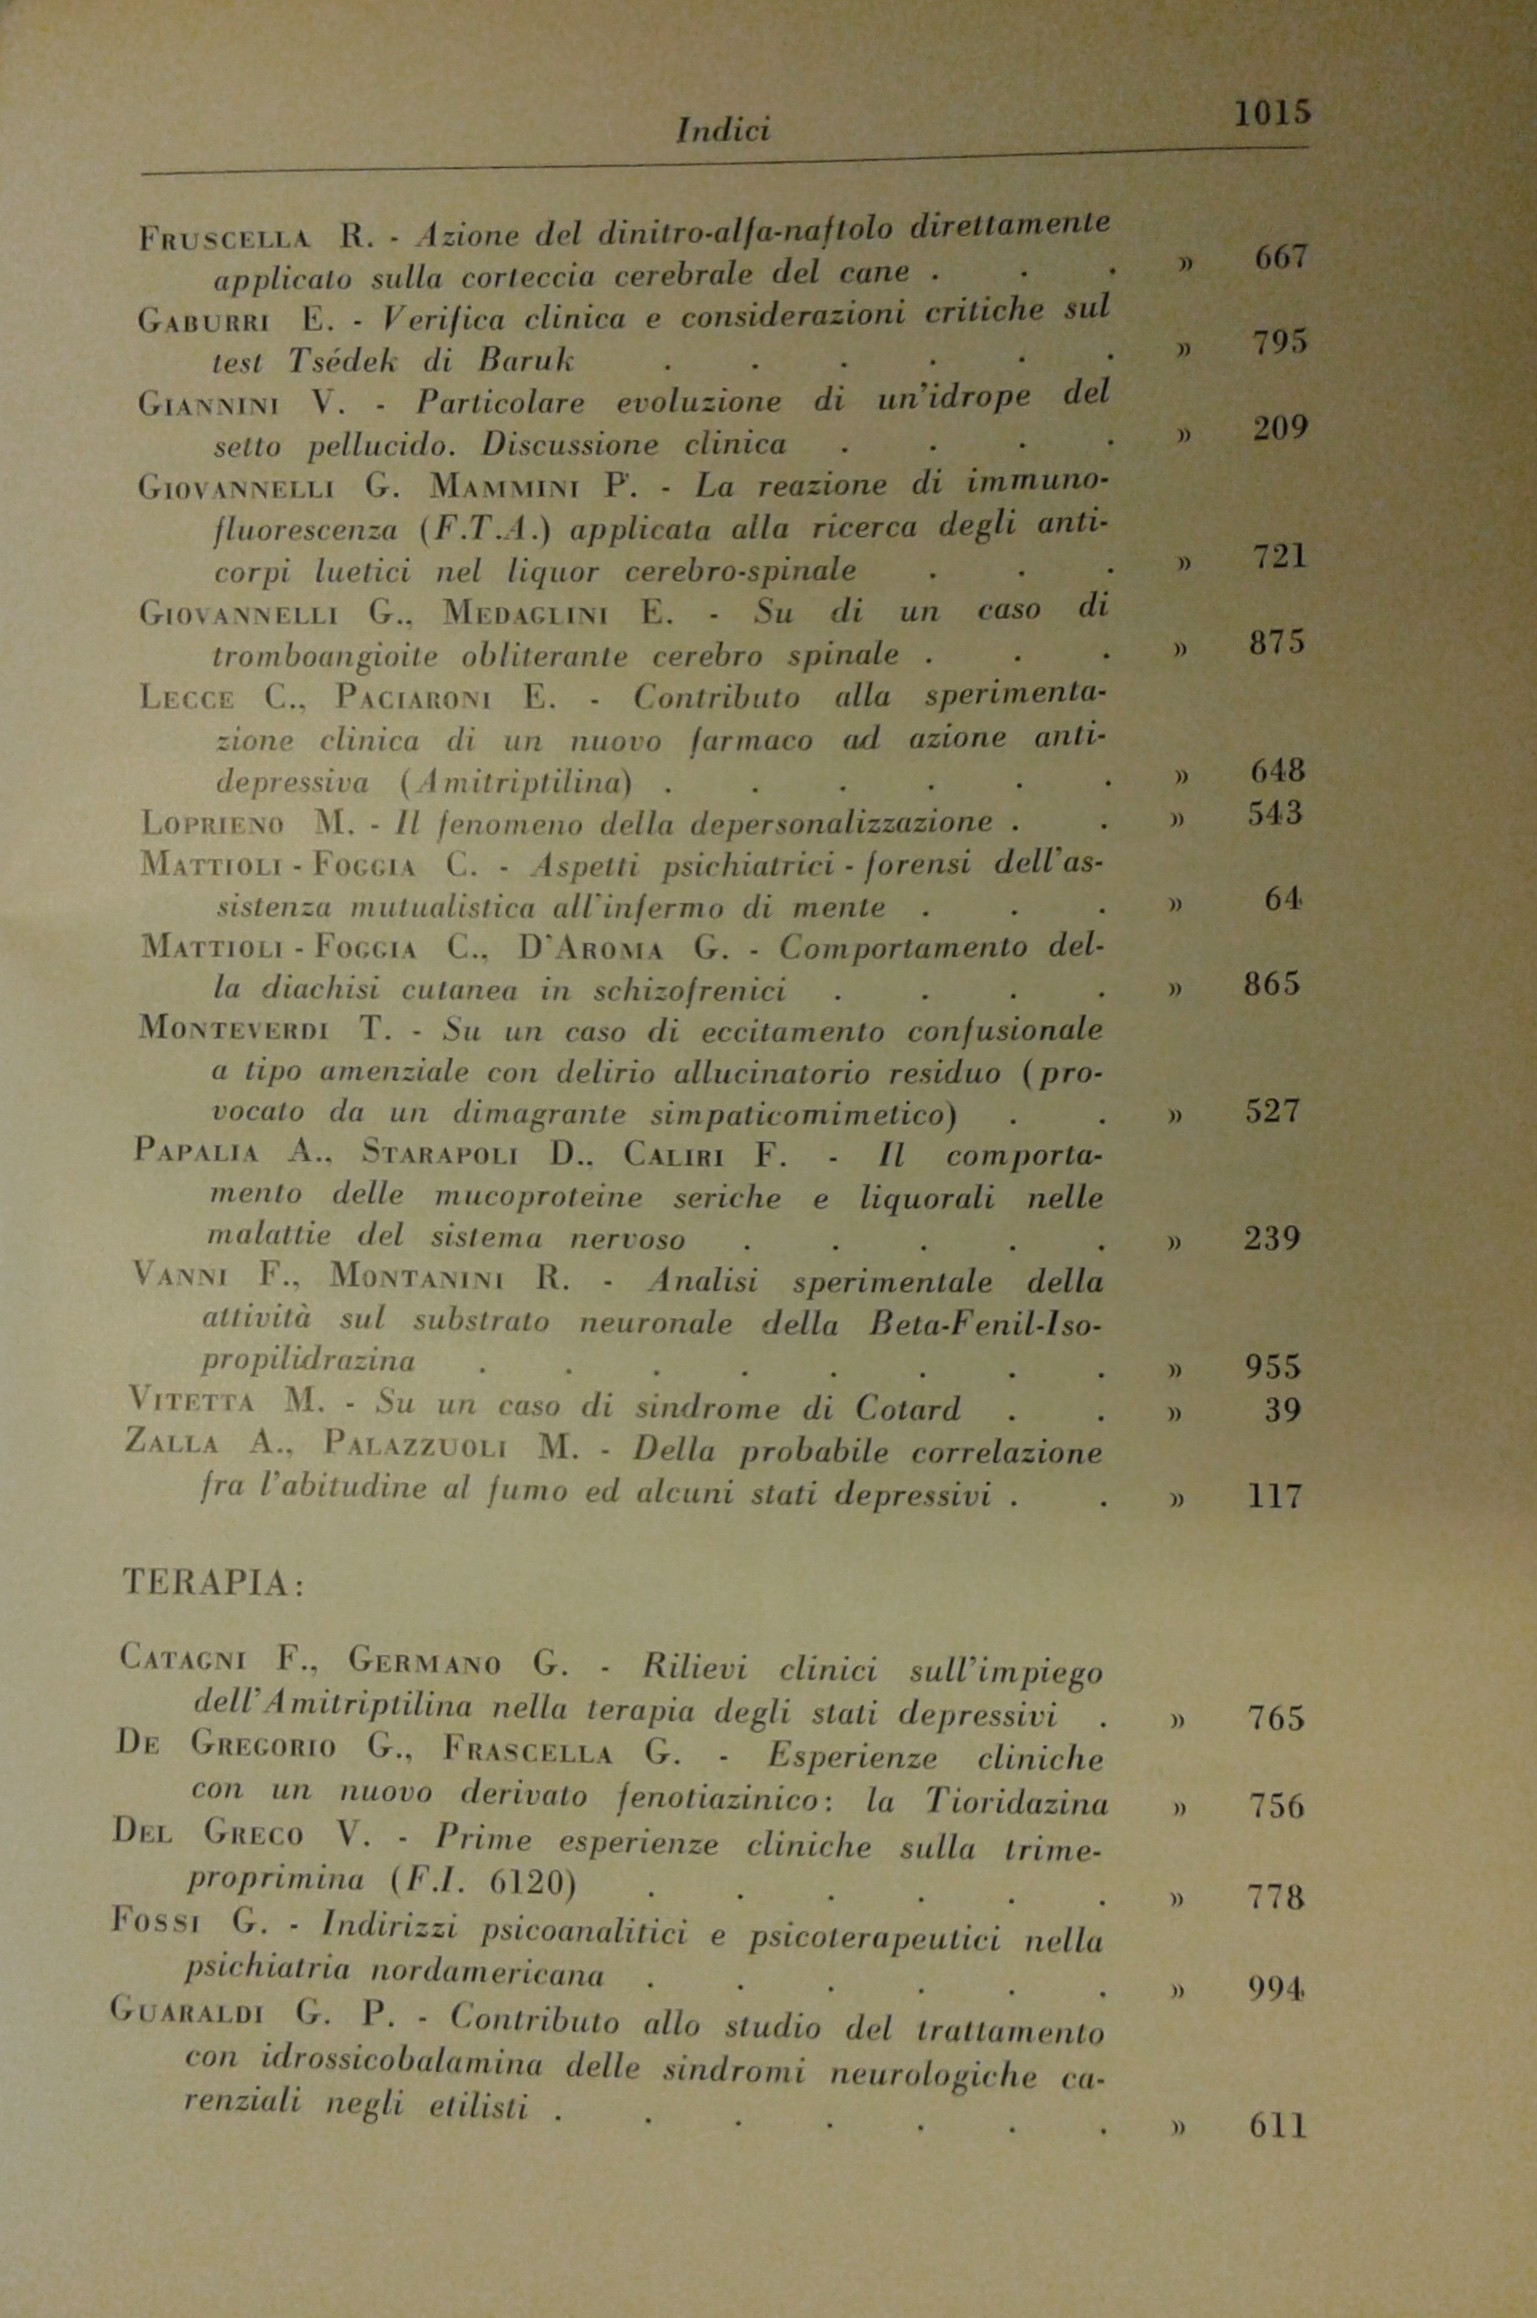 Indici 1015
FRUSCELLA R. - Azione del dinitro-alfa-naftolo direttamente
applicato sulla corteccia cerebrale del cane . . . » 667
GABURRI E. - Verifica clinica e considerazioni critiche sul
test Tsédek di Baruk . . . . . . » 795
GIANNINI V. - Particolare evoluzione di un'idrope del
setto pellucido. Discussione clinica . . . . » 209
GIOVANNELLI G. MAMMINI P. - La reazione di immuno-
fluorescenza (F.T.A.) applicata alla ricerca degli anti-
corpi luetici nel liquor cerebro-spinale . . . » 721
GIOVANNELLI G., MEDAGLINI E. - Su di un caso di
tromboangioite obliterante cerebro spinale . . . » 875
LECCE C., PACIARONI E. - Contributo alla sperimenta-
zione clinica di un nuovo farmaco ad azione anti-
depressiva (Amitriptilina) . . . . . . » 648
LOPRIENO M. - Il fenomeno della depersonalizzazione . . » 543
MATTIOLI - FOGGIA C. - Aspetti psichiatrici - forensi dell'as-
sistenza mutualistica all'infermo di mente . . . » 64
MATTIOLI - FOGGIA C., D'AROMA G. - Comportamento del-
la diachisi cutanea in schizofrenici . . . . » 865
MONTEVERDI T. - Su un caso di eccitamento confusionale
a tipo amenziale con delirio allucinatorio residuo (pro-
vocato da un dimagrante simpaticomimetico) . . » 527
PAPALIA A., STARAPOLI D., CALIRI F. - Il comporta-
mento delle mucoproteine seriche e liquorali nelle
malattie del sistema nervoso . . . . . » 239
VANNI F., MONTANINI R. - Analisi sperimentale della
attività sul substrato neuronale della Beta-Fenil-Iso-
propilidrazina . . . . . . . . » 955
VITETTA M. - Su un caso di sindrome di Cotard . . » 39
ZALLA A., PALAZZUOLI M. - Della probabile correlazione
fra l'abitudine al fumo ed alcuni stati depressivi . . » 117
TERAPIA:
CATAGNI F., GERMANO G. - Rilievi clinici sull'impiego
dell'Amitriptilina nella terapia degli stati depressivi . » 765
DE GREGORIO G., FRASCELLA G. - Esperienze cliniche
con un nuovo derivato fenotiazinico: la Tioridazina » 756
DEL GRECO V. - Prime esperienze cliniche sulla trime-
proprimina (F.I. 6120) . . . . . . » 778
FOSSI G. - Indirizzi psicoanalitici e psicoterapeutici nella
psichiatria nordamericana . . . . . . » 994
GUARALDI G. P. - Contributo allo studio del trattamento
con idrossicobalamina delle sindromi neurologiche ca-
renziali negli etilisti . . . . . . . » 611